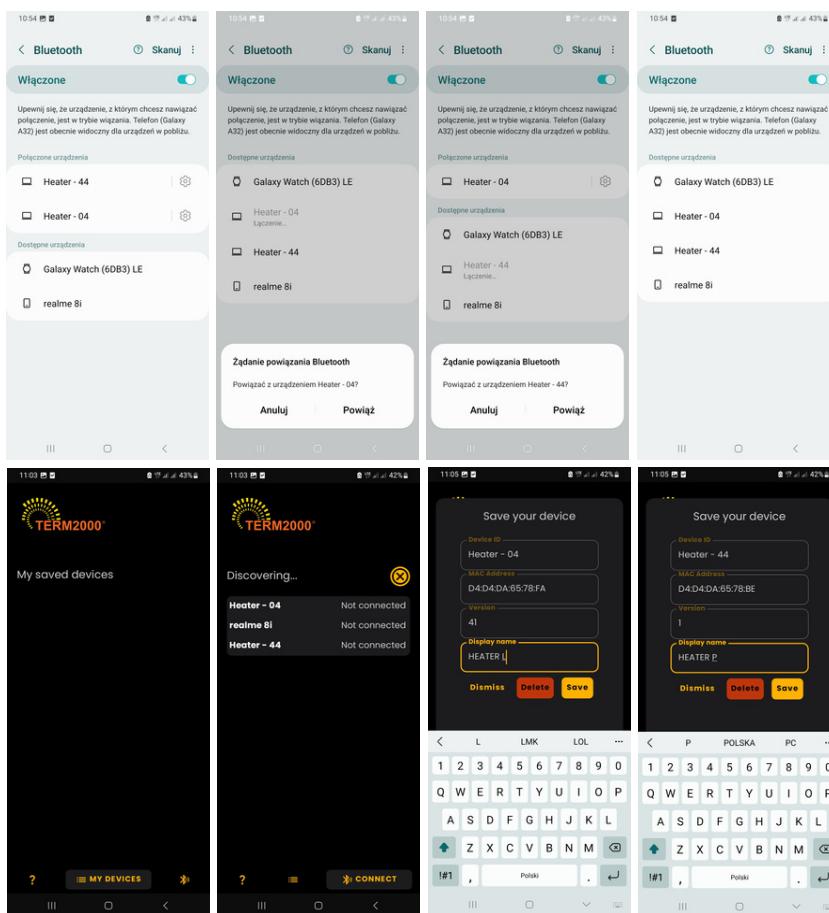 10:54 43%
Bluetooth Skanuj
Włączone
Upewnij się, że urządzenie, z którym chcesz nawiązać
połączenie, jest w trybie wiązania. Telefon (Galaxy
A32) jest obecnie widoczny dla urządzeń w pobliżu.
Połączone urządzenia
Heater - 44
Heater - 04
Dostępne urządzenia
Galaxy Watch (6DB3) LE
realme 8i
10:54 43%
Bluetooth Skanuj
Włączone
Upewnij się, że urządzenie, z którym chcesz nawiązać
połączenie, jest w trybie wiązania. Telefon (Galaxy
A32) jest obecnie widoczny dla urządzeń w pobliżu.
Dostępne urządzenia
Galaxy Watch (6DB3) LE
Heater - 04
Łączenie...
Heater - 44
realme 8i
Żądanie powiązania Bluetooth
Powiązać z urządzeniem Heater - 04?
Anuluj Powiąż
10:54 43%
Bluetooth Skanuj
Włączone
Upewnij się, że urządzenie, z którym chcesz nawiązać
połączenie, jest w trybie wiązania. Telefon (Galaxy
A32) jest obecnie widoczny dla urządzeń w pobliżu.
Połączone urządzenia
Heater - 04
Dostępne urządzenia
Galaxy Watch (6DB3) LE
Heater - 44
Łączenie...
realme 8i
Żądanie powiązania Bluetooth
Powiązać z urządzeniem Heater - 44?
Anuluj Powiąż
10:54 43%
Bluetooth Skanuj
Włączone
Upewnij się, że urządzenie, z którym chcesz nawiązać
połączenie, jest w trybie wiązania. Telefon (Galaxy
A32) jest obecnie widoczny dla urządzeń w pobliżu.
Dostępne urządzenia
Galaxy Watch (6DB3) LE
Heater - 04
Heater - 44
realme 8i
11:03 43%
TERM2000
My saved devices
? MY DEVICES
11:03 42%
TERM2000
Discovering...
Heater - 04 Not connected
realme 8i Not connected
Heater - 44 Not connected
? CONNECT
11:05 42%
Save your device
Device ID
Heater - 04
MAC Address
D4:D4:DA:65:78:FA
Version
41
Display name
HEATER L
Dismiss Delete Save
L LMK LOL ...
1 2 3 4 5 6 7 8 9 0
Q W E R T Y U I O P
A S D F G H J K L
Z X C V B N M
!#1 , Polski .
11:05 42%
Save your device
Device ID
Heater - 44
MAC Address
D4:D4:DA:65:78:BE
Version
1
Display name
HEATER P
Dismiss Delete Save
P POLSKA PC
1 2 3 4 5 6 7 8 9 0
Q W E R T Y U I O P
A S D F G H J K L
Z X C V B N M
!#1 , Polski .